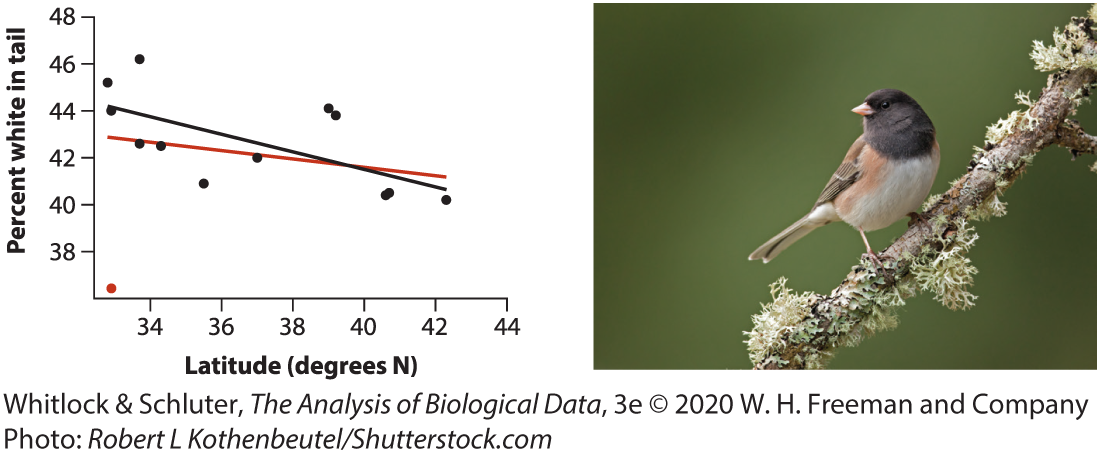 Percent white in tail
48
46
44
42
40
38
34 36 38 40 42 44
Latitude (degrees N)
Whitlock & Schluter, The Analysis of Biological Data, 3e © 2020 W. H. Freeman and Company
Photo: Robert L Kothenbeutel/Shutterstock.com